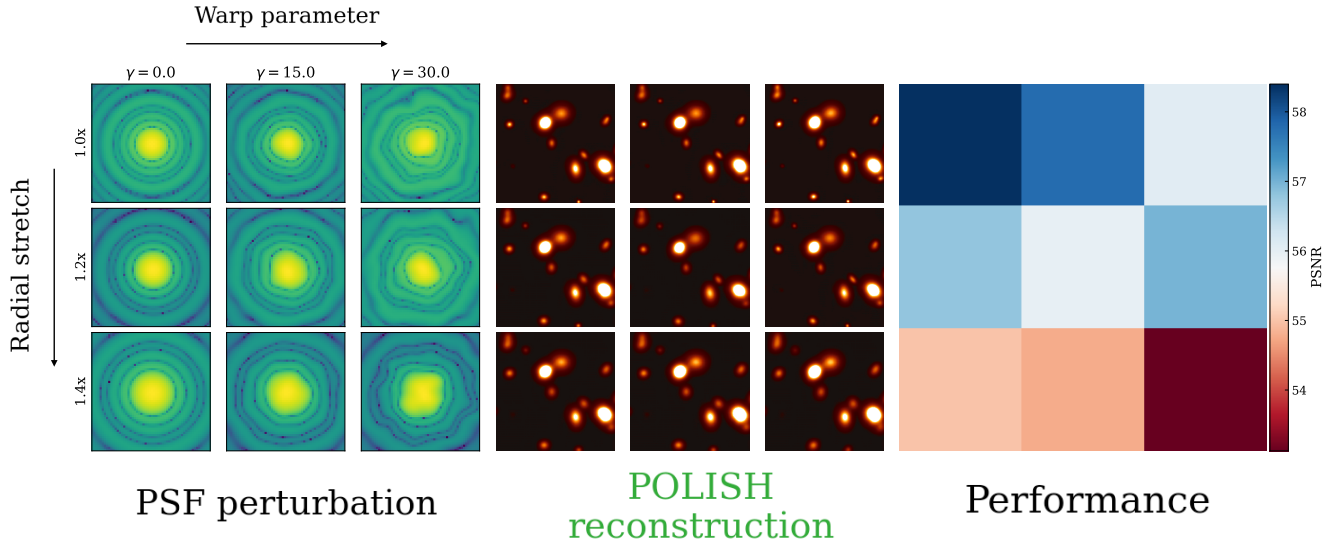 Warp parameter
γ = 0.0
γ = 15.0
γ = 30.0
Radial stretch
1.0x
1.2x
1.4x
58
57
56
55
54
PSNR
PSF perturbation
POLISH
reconstruction
Performance